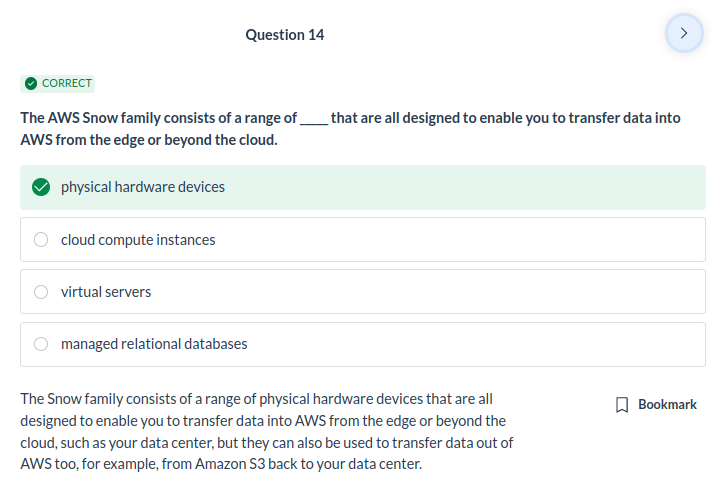 Question 14
CORRECT
The AWS Snow family consists of a range of ____ that are all designed to enable you to transfer data into
AWS from the edge or beyond the cloud.
physical hardware devices
cloud compute instances
virtual servers
managed relational databases
The Snow family consists of a range of physical hardware devices that are all
designed to enable you to transfer data into AWS from the edge or beyond the
cloud, such as your data center, but they can also be used to transfer data out of
AWS too, for example, from Amazon S3 back to your data center.
Bookmark